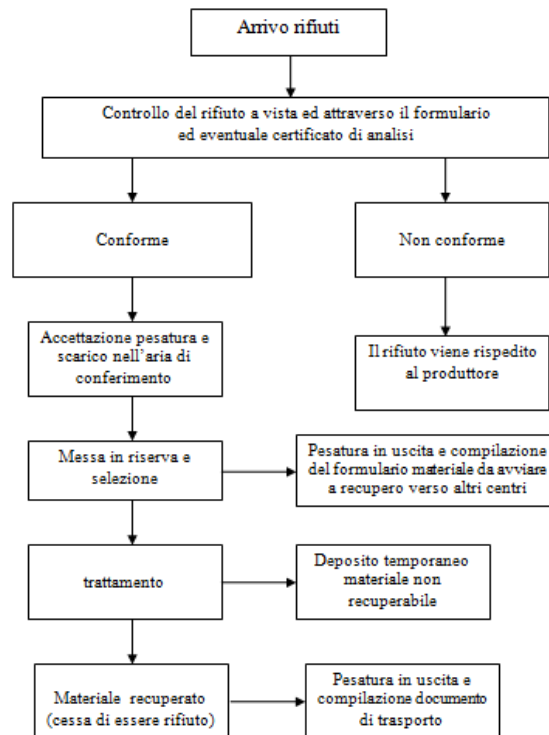 Arrivo rifiuti
Controllo del rifiuto a vista ed attraverso il formulario
ed eventuale certificato di analisi
Conforme
Non conforme
Accettazione pesatura e
scarico nell'aria di
conferimento
Il rifiuto viene rispedito
al produttore
Messa in riserva e
selezione
Pesatura in uscita e compilazione
del formulario materiale da avviare
a recupero verso altri centri
trattamento
Deposito temporaneo
materiale non
recuperabile
Materiale recuperato
(cessa di essere rifiuto)
Pesatura in uscita e
compilazione documento
di trasporto